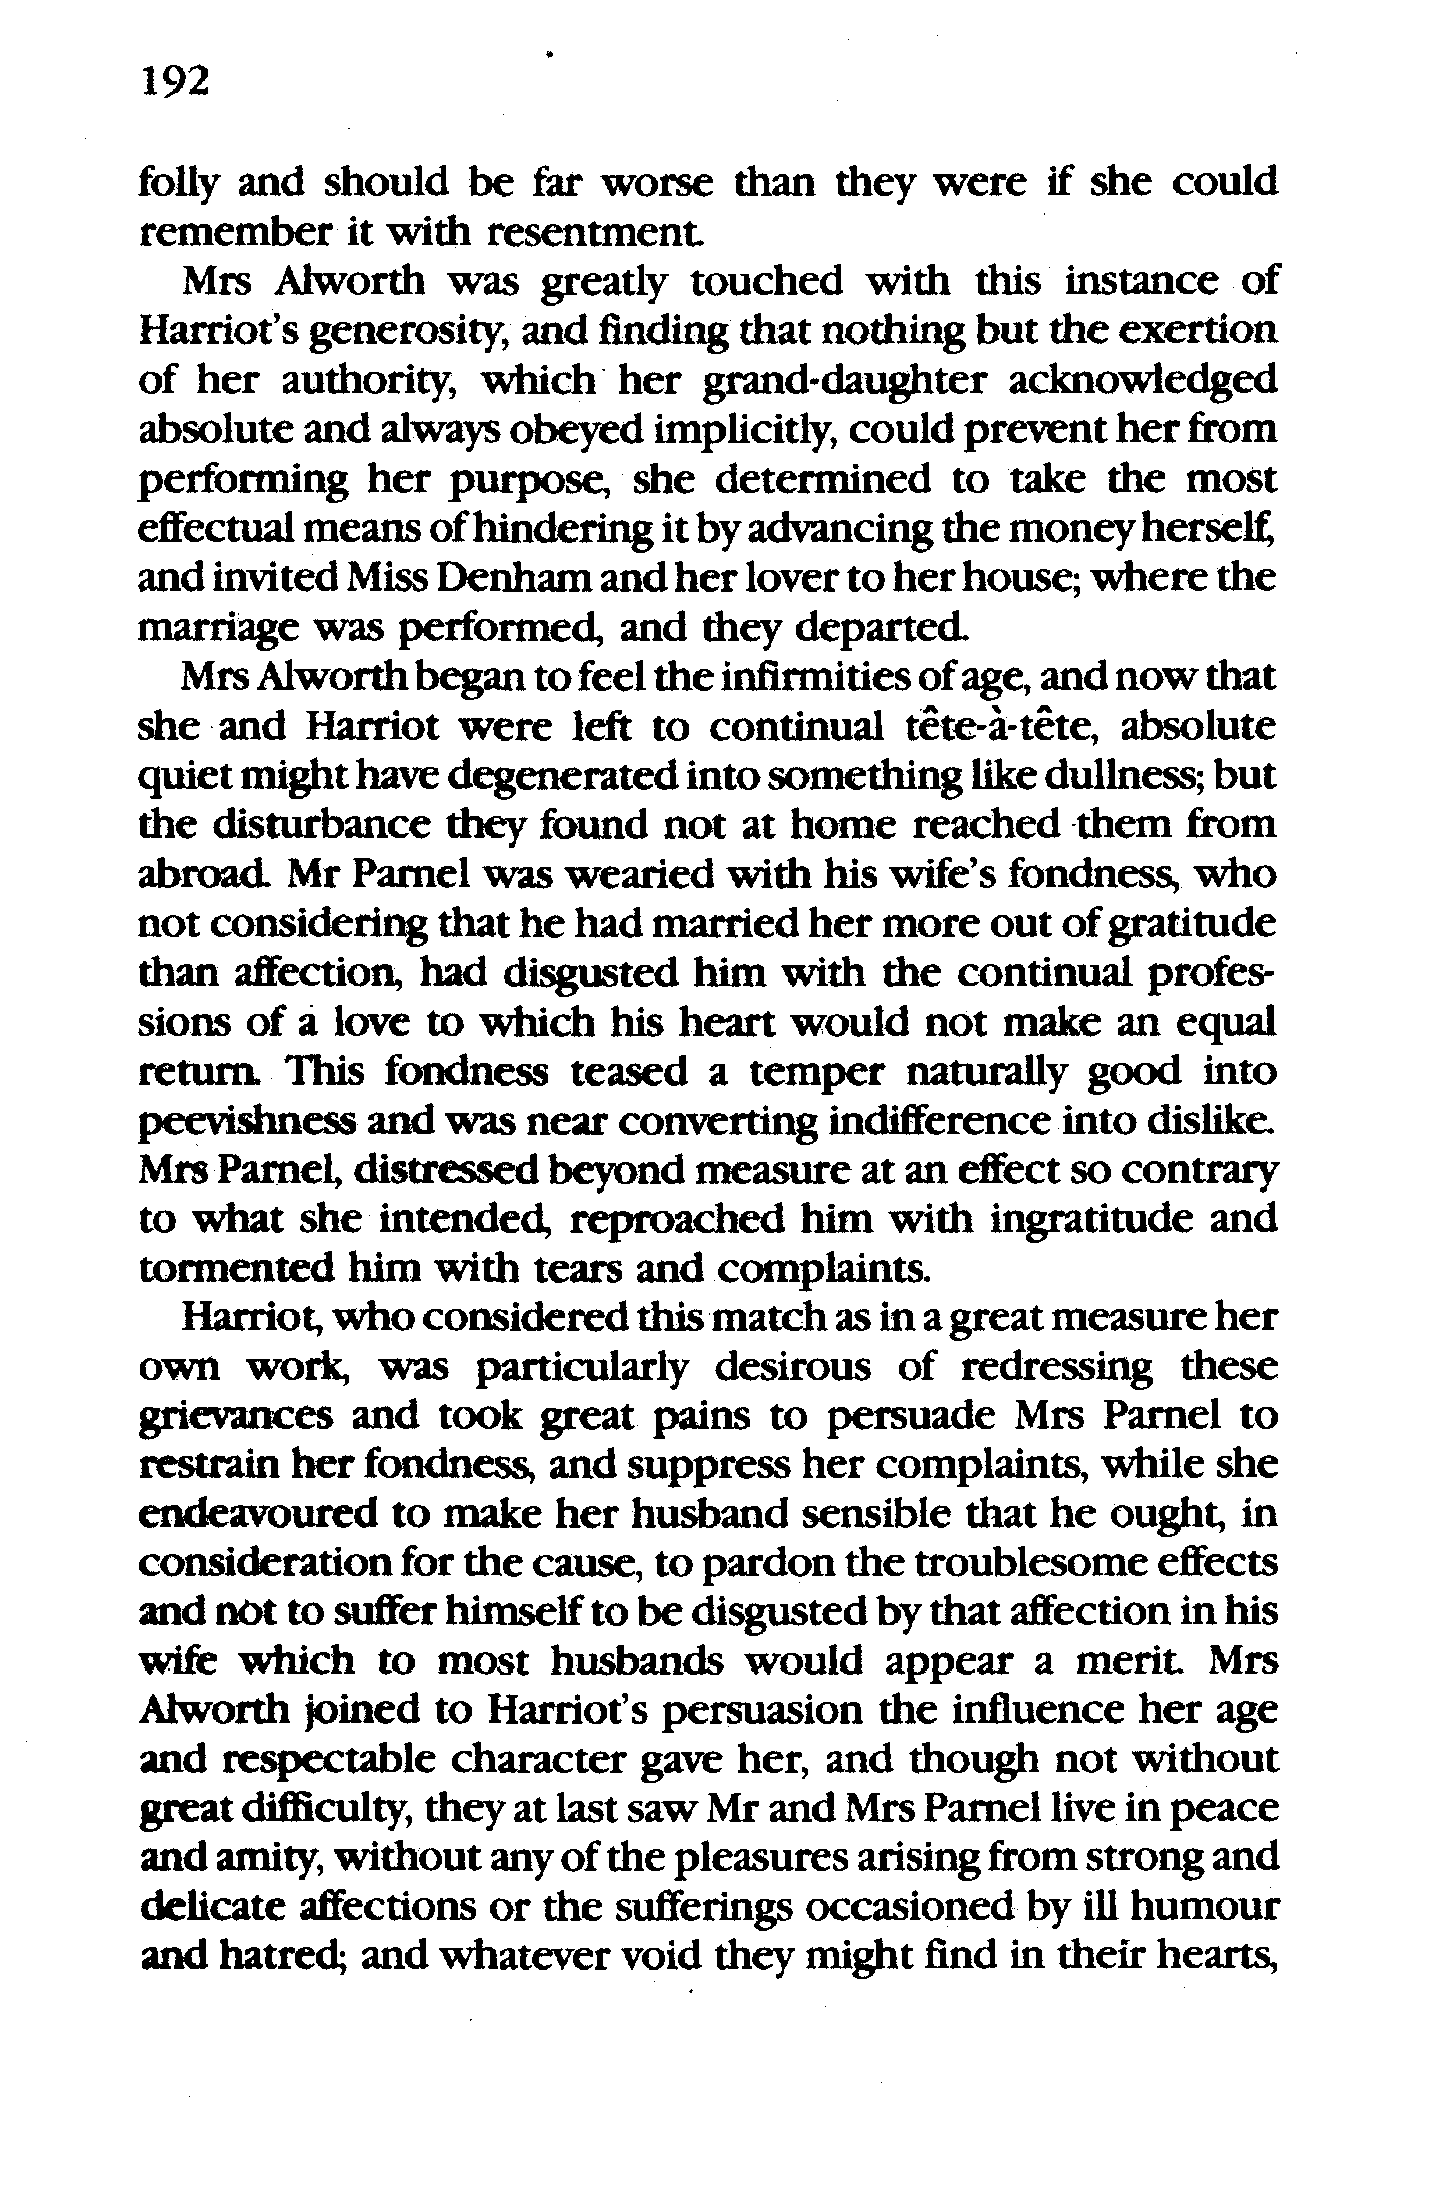 192
folly and should be far worse than they were if she could
remember it with resentment.
Mrs Alworth was greatly touched with this instance of
Harriot's generosity, and finding that nothing but the exertion
of her authority, which her grand-daughter acknowledged
absolute and always obeyed implicitly, could prevent her from
performing her purpose, she determined to take the most
effectual means of hindering it by advancing the money herself,
and invited Miss Denham and her lover to her house; where the
marriage was performed, and they departed.
Mrs Alworth began to feel the infirmities of age, and now that
she and Harriot were left to continual tête-à-tête, absolute
quiet might have degenerated into something like dullness; but
the disturbance they found not at home reached them from
abroad. Mr Parnel was wearied with his wife's fondness, who
not considering that he had married her more out of gratitude
than affection, had disgusted him with the continual profes-
sions of a love to which his heart would not make an equal
return. This fondness teased a temper naturally good into
peevishness and was near converting indifference into dislike.
Mrs Parnel, distressed beyond measure at an effect so contrary
to what she intended, reproached him with ingratitude and
tormented him with tears and complaints.
Harriot, who considered this match as in a great measure her
own work, was particularly desirous of redressing these
grievances and took great pains to persuade Mrs Parnel to
restrain her fondness, and suppress her complaints, while she
endeavoured to make her husband sensible that he ought, in
consideration for the cause, to pardon the troublesome effects
and not to suffer himself to be disgusted by that affection in his
wife which to most husbands would appear a merit. Mrs
Alworth joined to Harriot's persuasion the influence her age
and respectable character gave her, and though not without
great difficulty, they at last saw Mr and Mrs Parnel live in peace
and amity, without any of the pleasures arising from strong and
delicate affections or the sufferings occasioned by ill humour
and hatred; and whatever void they might find in their hearts,